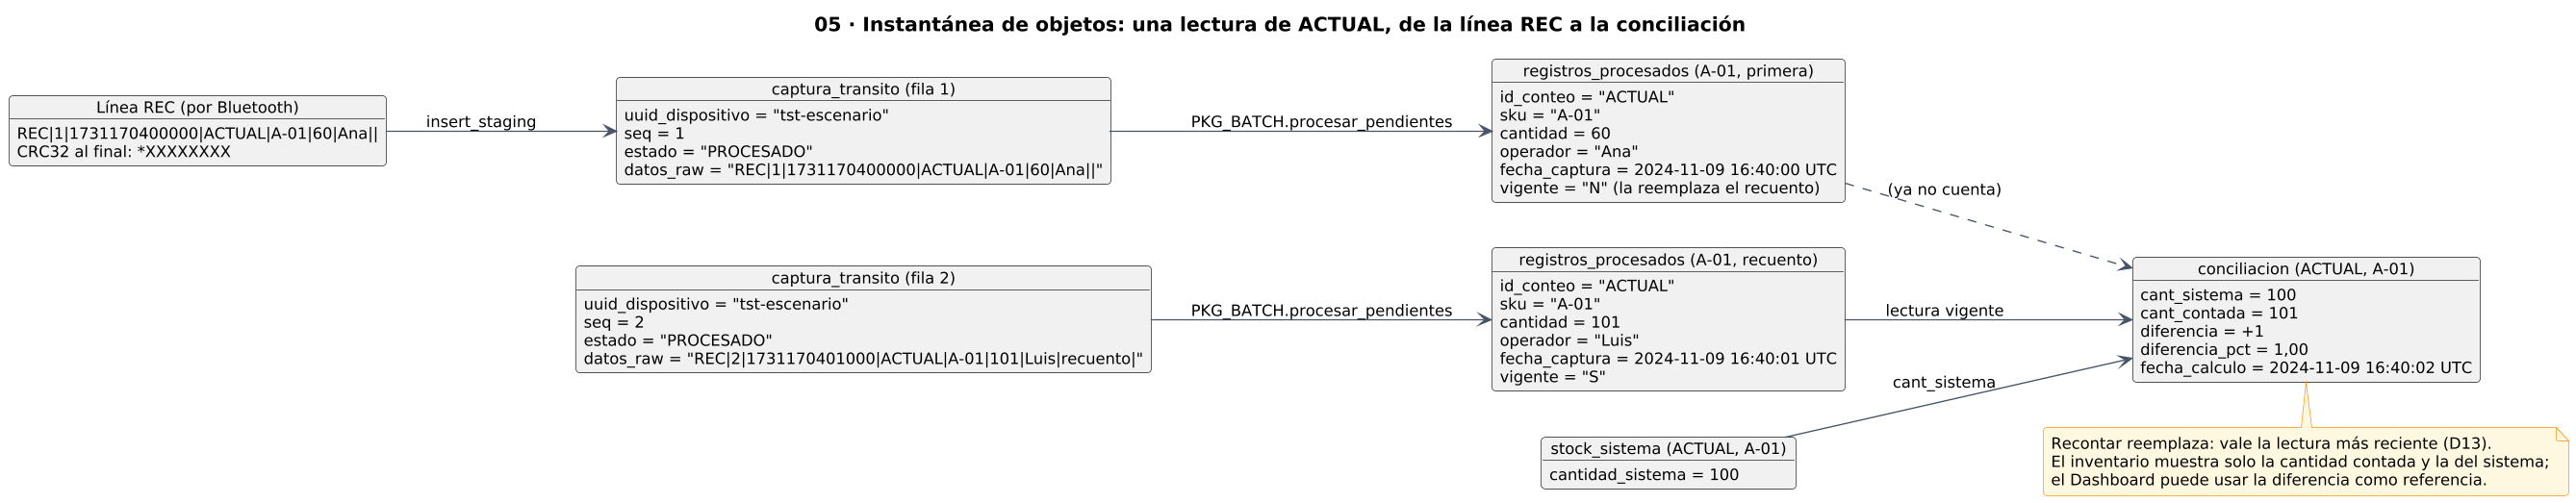 05 · Instantánea de objetos: una lectura de ACTUAL, de la línea REC a la conciliación
Línea REC (por Bluetooth)
REC|1|1731170400000|ACTUAL|A-01|60|Ana||
CRC32 al final: *XXXXXXXX
insert_staging
captura_transito (fila 1)
uuid_dispositivo = "tst-escenario"
seq = 1
estado = "PROCESADO"
datos_raw = "REC|1|1731170400000|ACTUAL|A-01|60|Ana||"
PKG_BATCH.procesar_pendientes
registros_procesados (A-01, primera)
id_conteo = "ACTUAL"
sku = "A-01"
cantidad = 60
operador = "Ana"
fecha_captura = 2024-11-09 16:40:00 UTC
vigente = "N" (la reemplaza el recuento)
(ya no cuenta)
captura_transito (fila 2)
uuid_dispositivo = "tst-escenario"
seq = 2
estado = "PROCESADO"
datos_raw = "REC|2|1731170401000|ACTUAL|A-01|101|Luis|recuento|"
PKG_BATCH.procesar_pendientes
registros_procesados (A-01, recuento)
id_conteo = "ACTUAL"
sku = "A-01"
cantidad = 101
operador = "Luis"
fecha_captura = 2024-11-09 16:40:01 UTC
vigente = "S"
lectura vigente
cant_sistema
stock_sistema (ACTUAL, A-01)
cantidad_sistema = 100
conciliacion (ACTUAL, A-01)
cant_sistema = 100
cant_contada = 101
diferencia = +1
diferencia_pct = 1,00
fecha_calculo = 2024-11-09 16:40:02 UTC
Recontar reemplaza: vale la lectura más reciente (D13).
El inventario muestra solo la cantidad contada y la del sistema;
el Dashboard puede usar la diferencia como referencia.